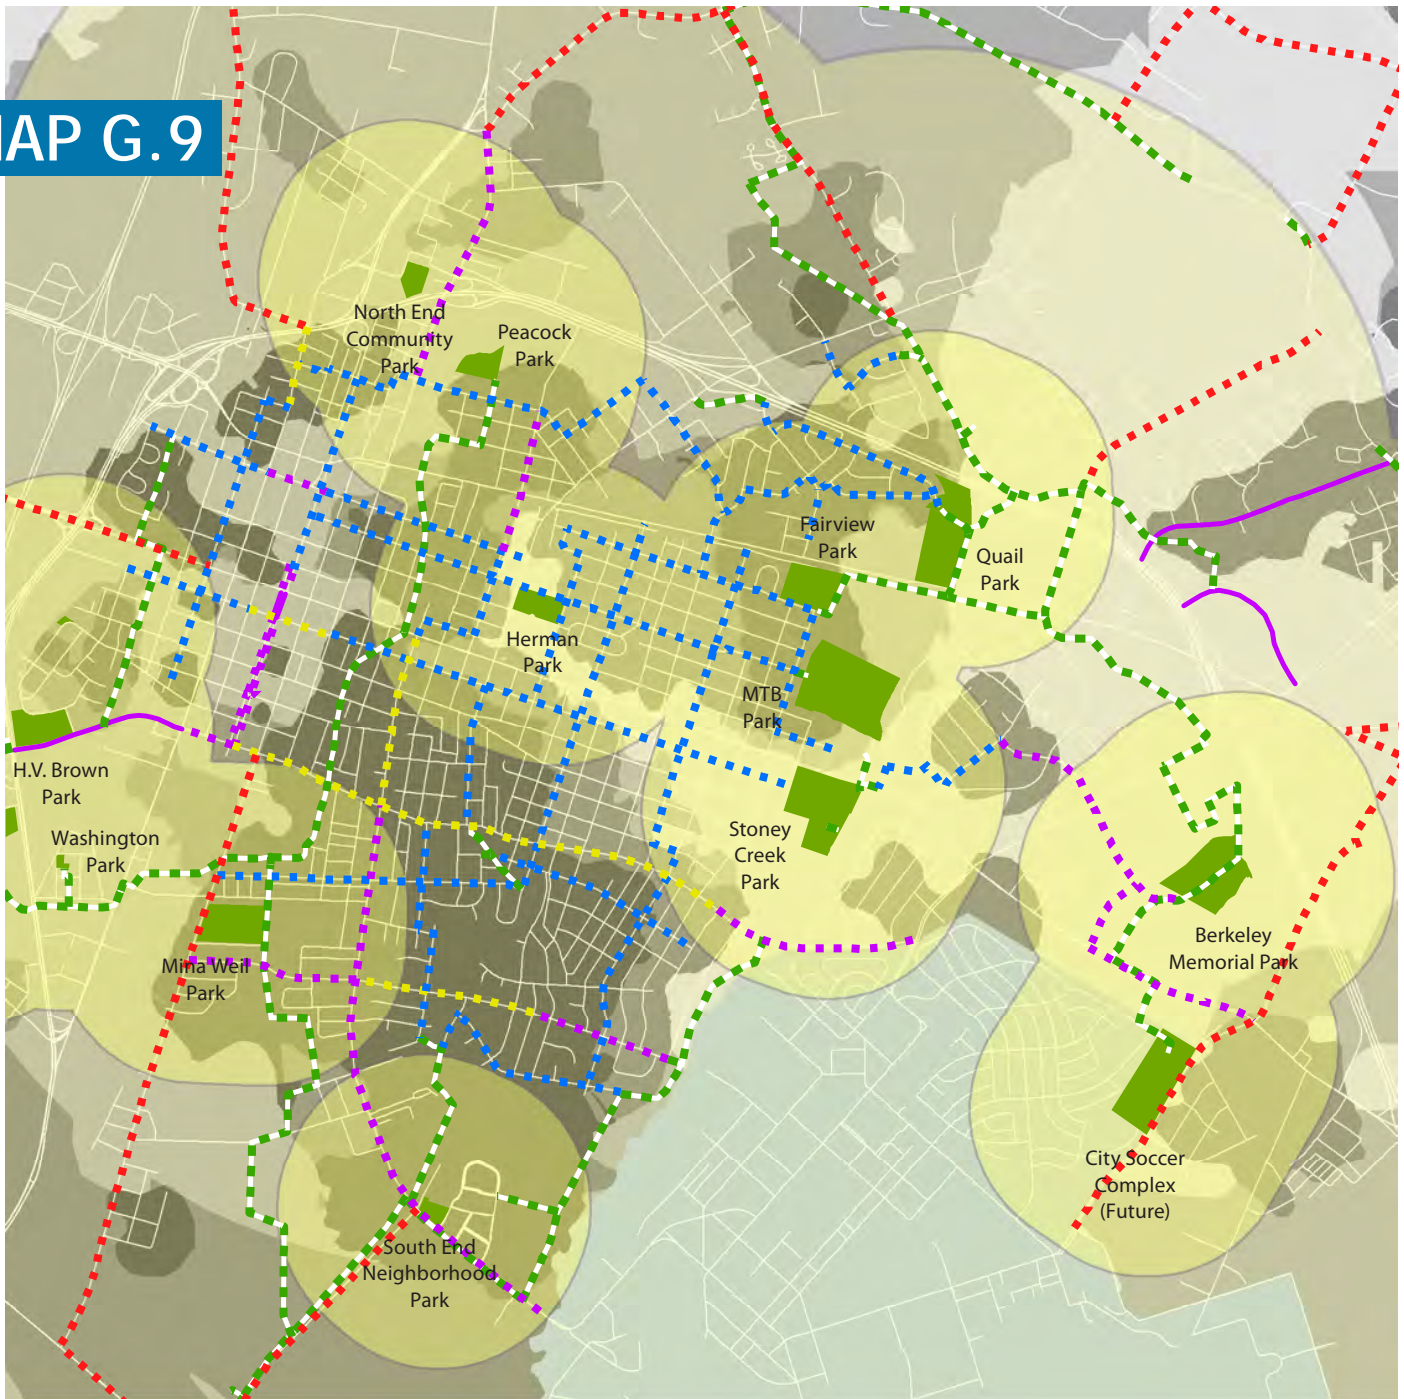 MAP G.9
North End
Community
Park
Peacock
Park
Fairview
Park
Quail
Park
Herman
Park
MTB
Park
H.V. Brown
Park
Washington
Park
Stoney
Creek
Park
Mina Weil
Park
Berkeley
Memorial Park
City Soccer
Complex
(Future)
South End
Neighborhood
Park